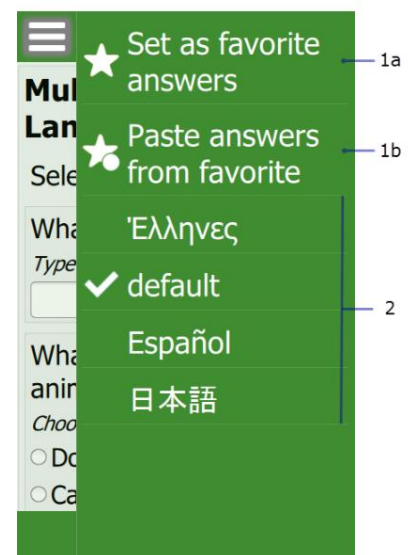 Set as favorite
answers
1a
Paste answers
from favorite
1b
Έλληνες
default
Español
日本語
2
Mul
Lan
Sele
Wha
Type
Wha
anim
Choo
Do
Ca